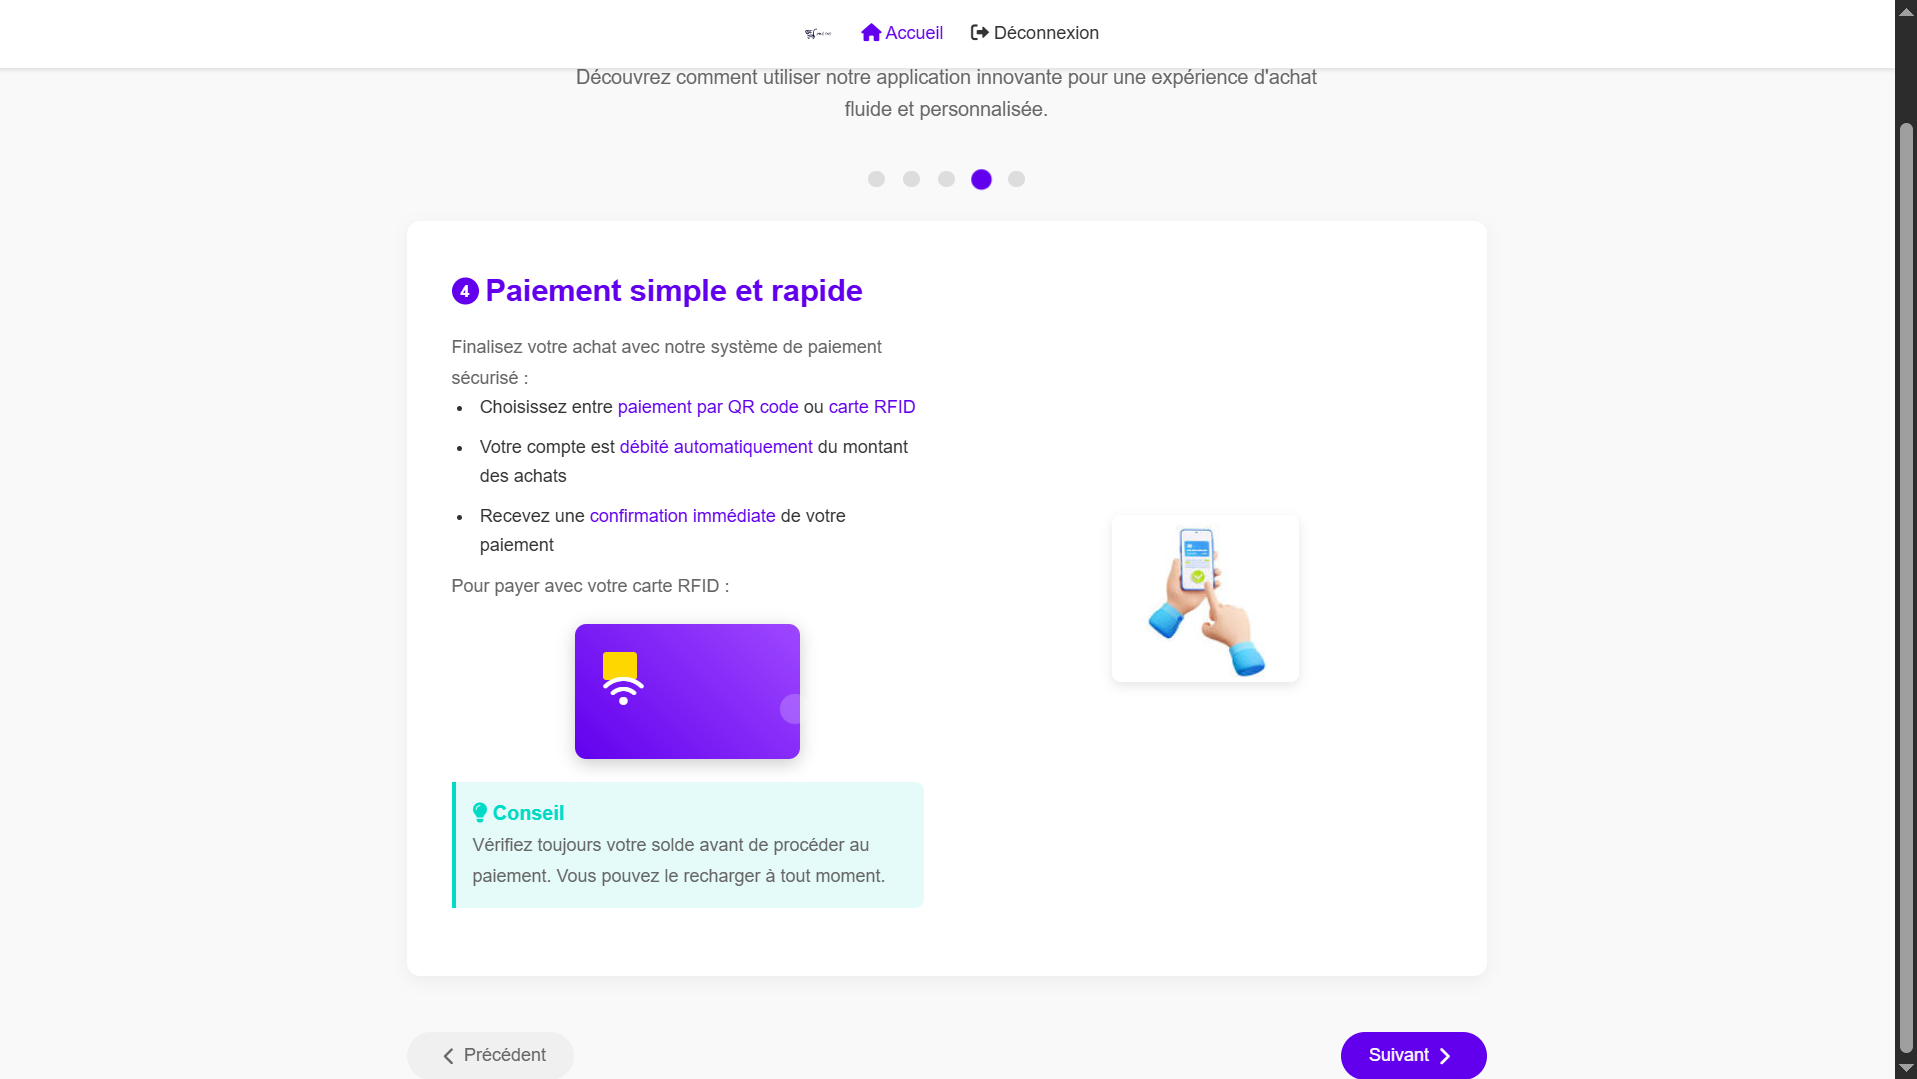 Accueil
Déconnexion
Découvrez comment utiliser notre application innovante pour une expérience d'achat
fluide et personnalisée.
4 Paiement simple et rapide
Finalisez votre achat avec notre système de paiement
sécurisé :
• Choisissez entre paiement par QR code ou carte RFID
• Votre compte est débité automatiquement du montant
des achats
• Recevez une confirmation immédiate de votre
paiement
Pour payer avec votre carte RFID :
Conseil
Vérifiez toujours votre solde avant de procéder au
paiement. Vous pouvez le recharger à tout moment.
Précédent
Suivant